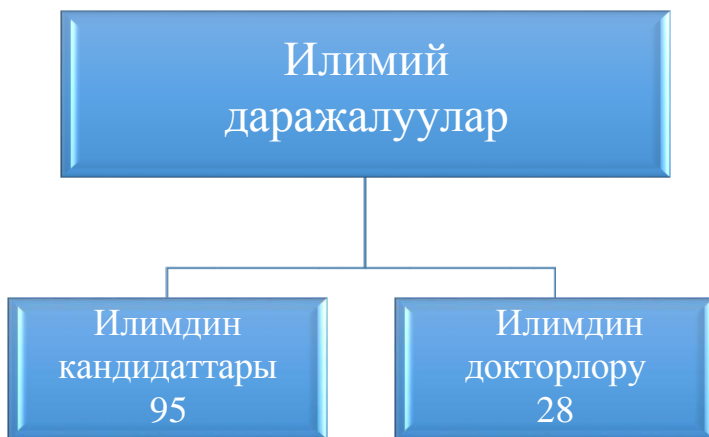 Илимий
даражалуулар
Илимдин
кандидаттары
95
Илимдин
докторлору
28